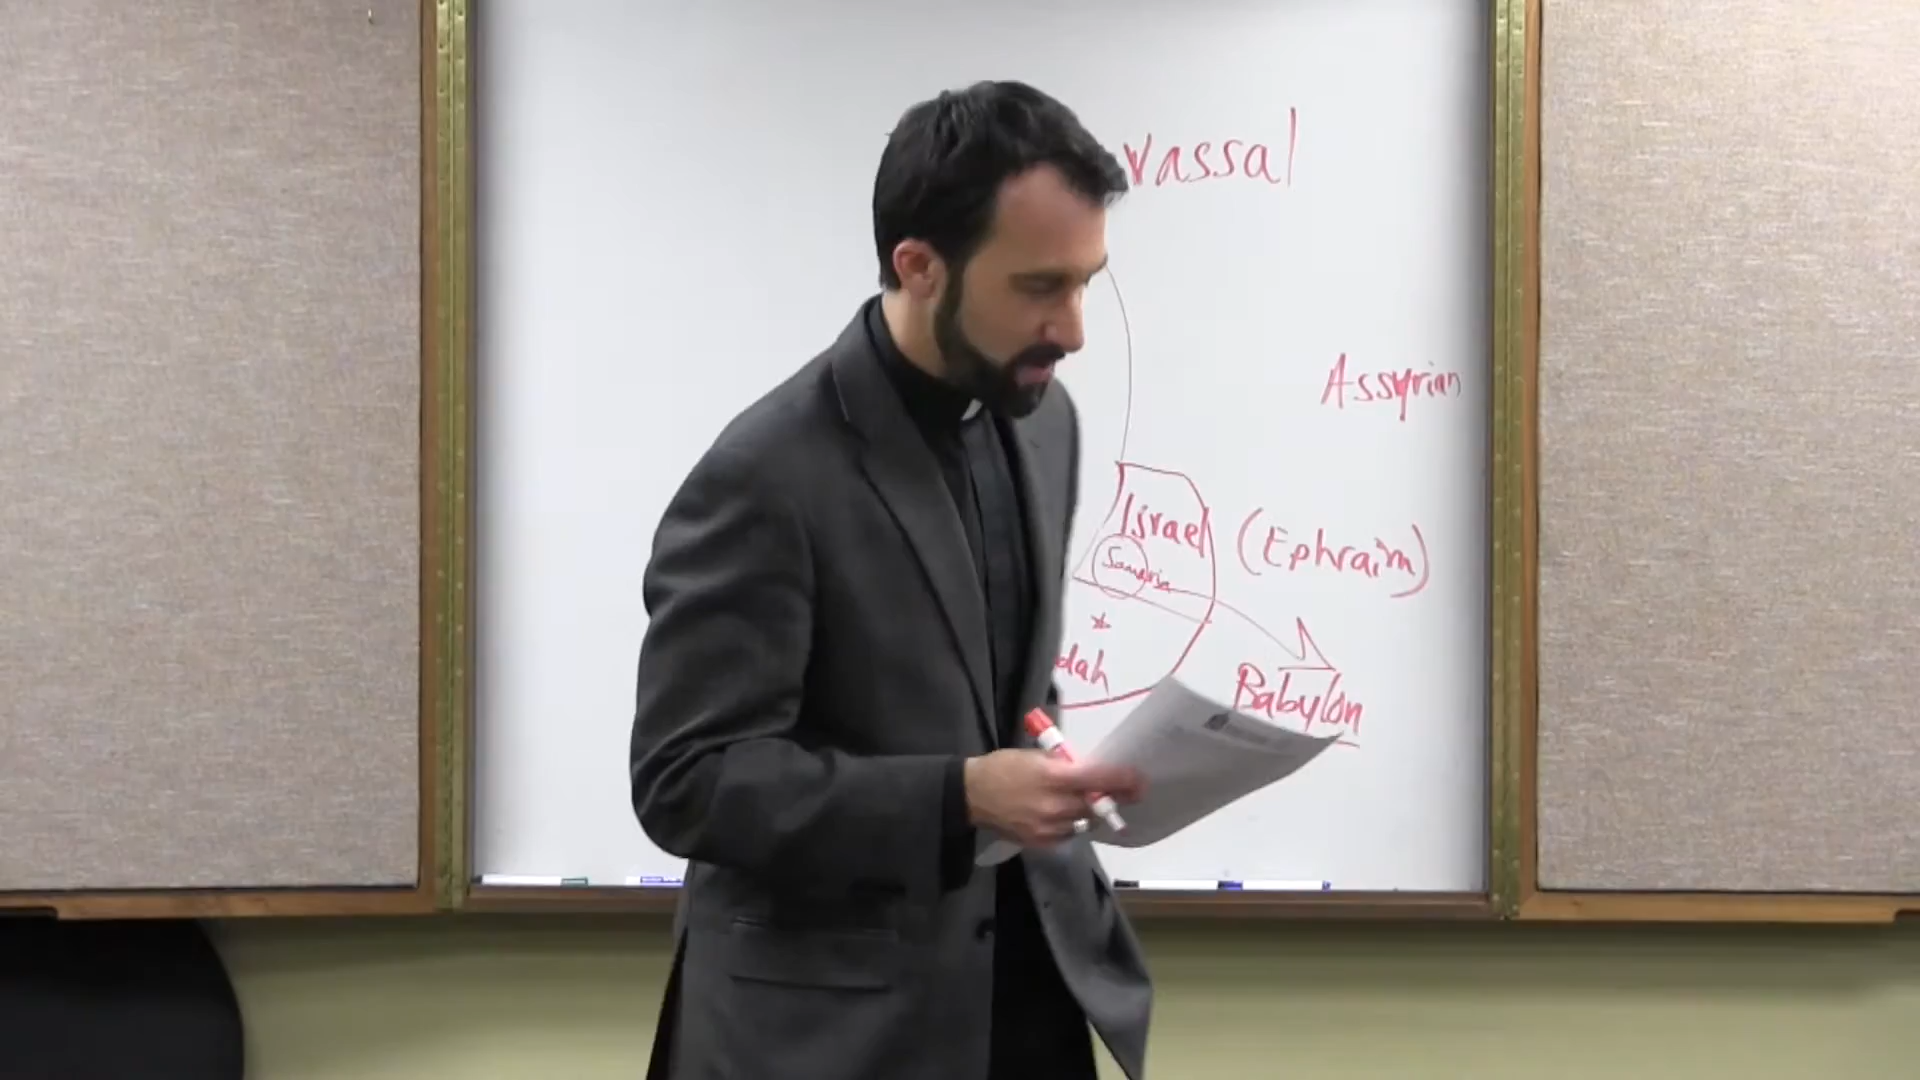 vassal
Assyrian
Israel (Ephraim)
Samaria
dah
Babylon